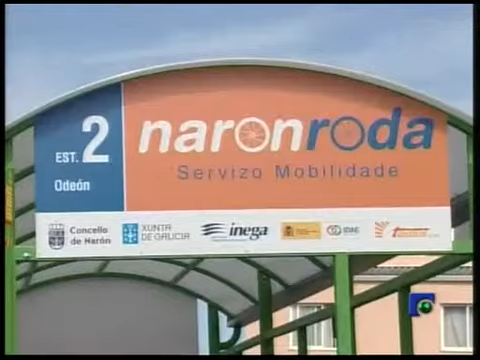 EST. 2
Odeón
naronroda
Servizo Mobilidade
Concello de Narón
XUNTA DE GALICIA
inega
IDAE